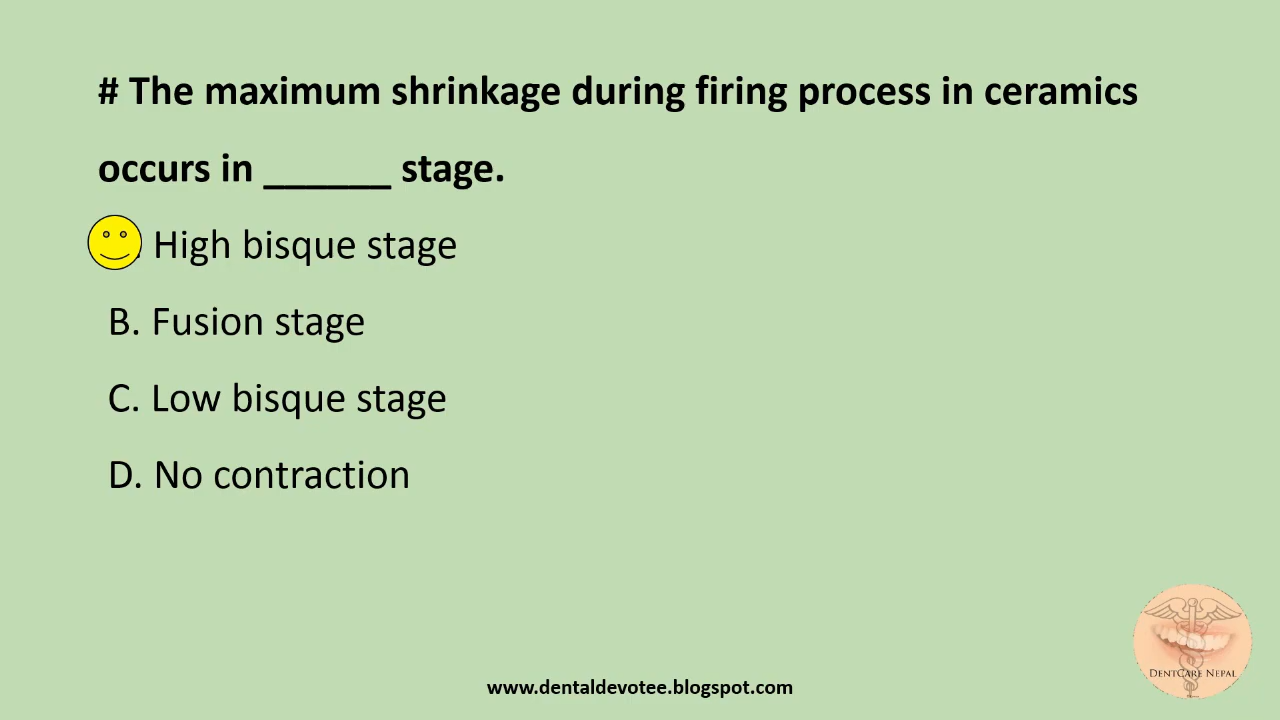 # The maximum shrinkage during firing process in ceramics
occurs in ______ stage.
. High bisque stage
B. Fusion stage
C. Low bisque stage
D. No contraction
DENTCARE NEPAL
www.dentaldevotee.blogspot.com